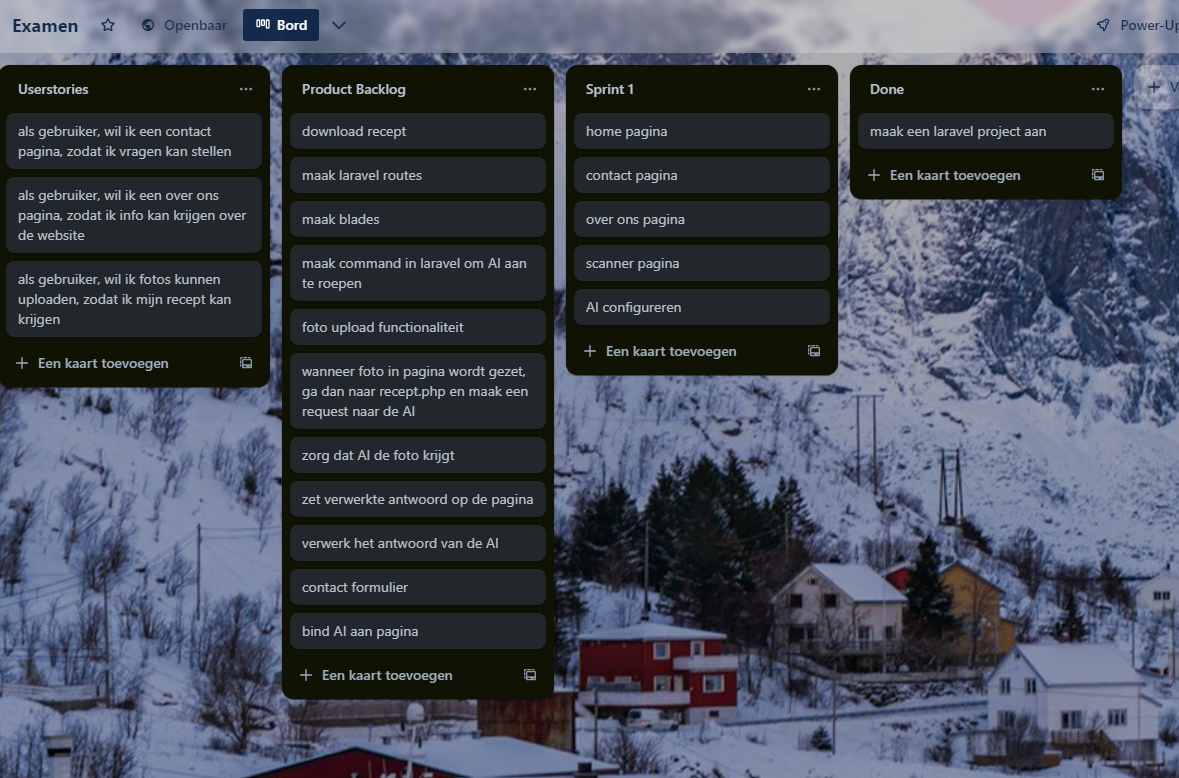 Examen
Openbaar
Bord
Power-Up
Userstories
als gebruiker, wil ik een contact
pagina, zodat ik vragen kan stellen
als gebruiker, wil ik een over ons
pagina, zodat ik info kan krijgen over
de website
als gebruiker, wil ik fotos kunnen
uploaden, zodat ik mijn recept kan
krijgen
Een kaart toevoegen
Product Backlog
download recept
maak laravel routes
maak blades
maak command in laravel om AI aan
te roepen
foto upload functionaliteit
wanneer foto in pagina wordt gezet,
ga dan naar recept.php en maak een
request naar de AI
zorg dat AI de foto krijgt
zet verwerkte antwoord op de pagina
verwerk het antwoord van de AI
contact formulier
bind AI aan pagina
Een kaart toevoegen
Sprint 1
home pagina
contact pagina
over ons pagina
scanner pagina
AI configureren
Een kaart toevoegen
Done
maak een laravel project aan
Een kaart toevoegen